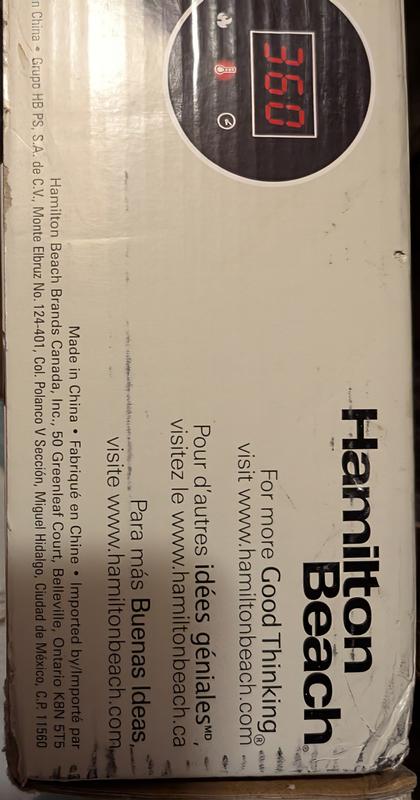 360
Hamilton
Beach®
For more Good Thinking®
visit www.hamiltonbeach.com
Pour d'autres idées géniales MD,
visitez le www.hamiltonbeach.ca
Para más Buenas Ideas,
visite www.hamiltonbeach.com
Made in China • Fabriqué en Chine • Imported by/Importé par
Hamilton Beach Brands Canada, Inc., 50 Greenleaf Court, Belleville, Ontario K8N 5T5
n China • Grupo HB PS, S.A. de C.V., Monte Elbruz No. 124-401, Col. Polanco V Sección, Miguel Hidalgo, Ciudad de México, C.P. 11560